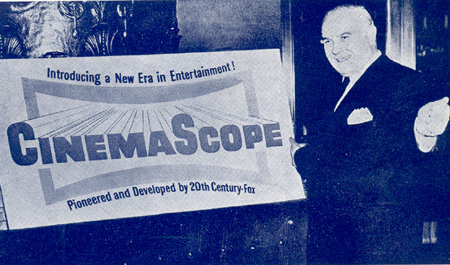 Introducing a New Era in Entertainment!
CINEMASCOPE
Pioneered and Developed by 20th Century-Fox